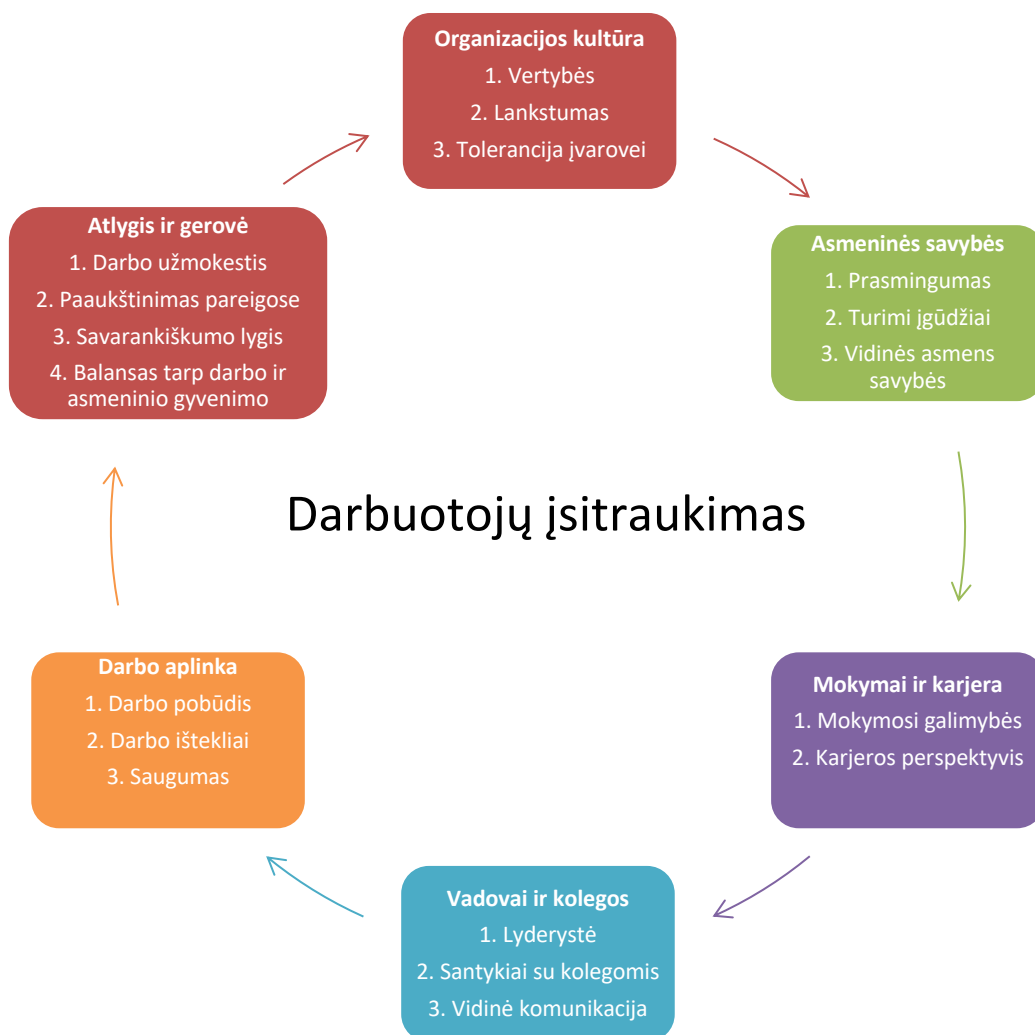 Organizacijos kultūra
1. Vertybės
2. Lankstumas
3. Tolerancija įvarovei
Atlygis ir gerovė
1. Darbo užmokestis
2. Paaukštinimas pareigose
3. Savarankiškumo lygis
4. Balansas tarp darbo ir
asmeninio gyvenimo
Asmeninės savybės
1. Prasmingumas
2. Turimi įgūdžiai
3. Vidinės asmens
savybės
Darbuotojų įsitraukimas
Darbo aplinka
1. Darbo pobūdis
2. Darbo ištekliai
3. Saugumas
Mokymai ir karjera
1. Mokymosi galimybės
2. Karjeros perspektyvis
Vadovai ir kolegos
1. Lyderystė
2. Santykiai su kolegomis
3. Vidinė komunikacija